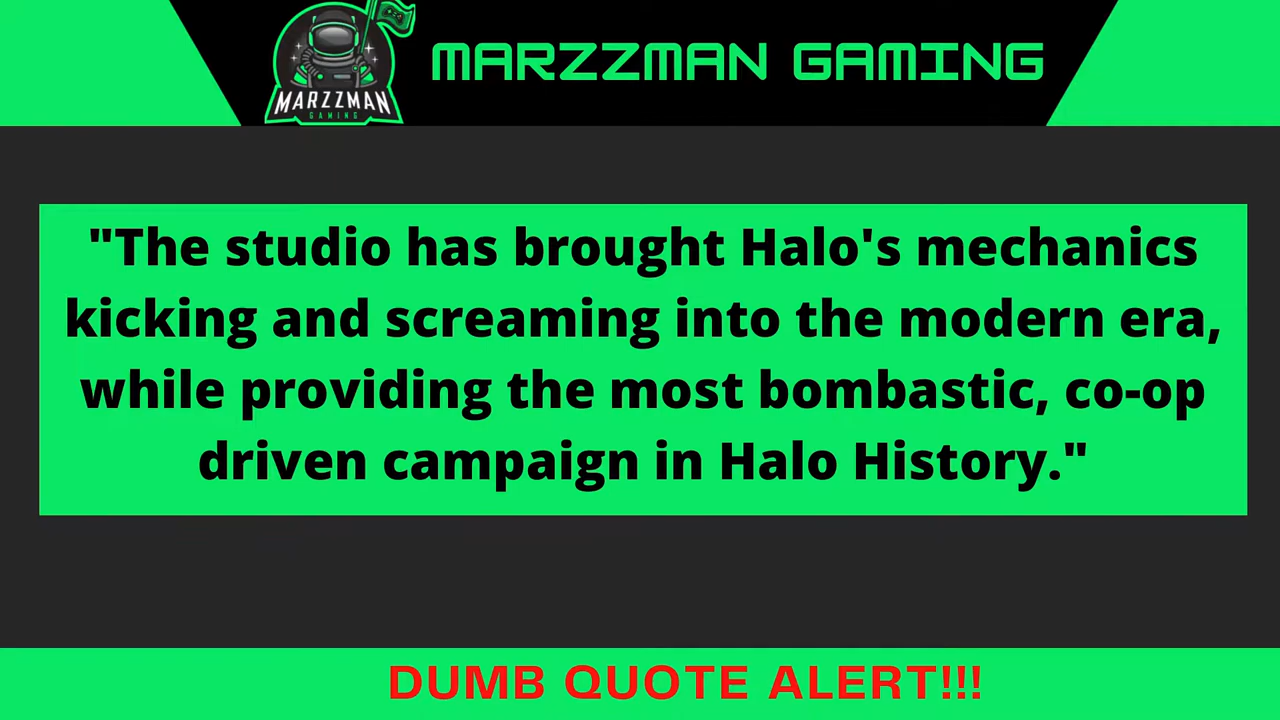 MARZZMAN GAMING
MARZZMAN
GAMING
"The studio has brought Halo's mechanics
kicking and screaming into the modern era,
while providing the most bombastic, co-op
driven campaign in Halo History."
DUMB QUOTE ALERT!!!